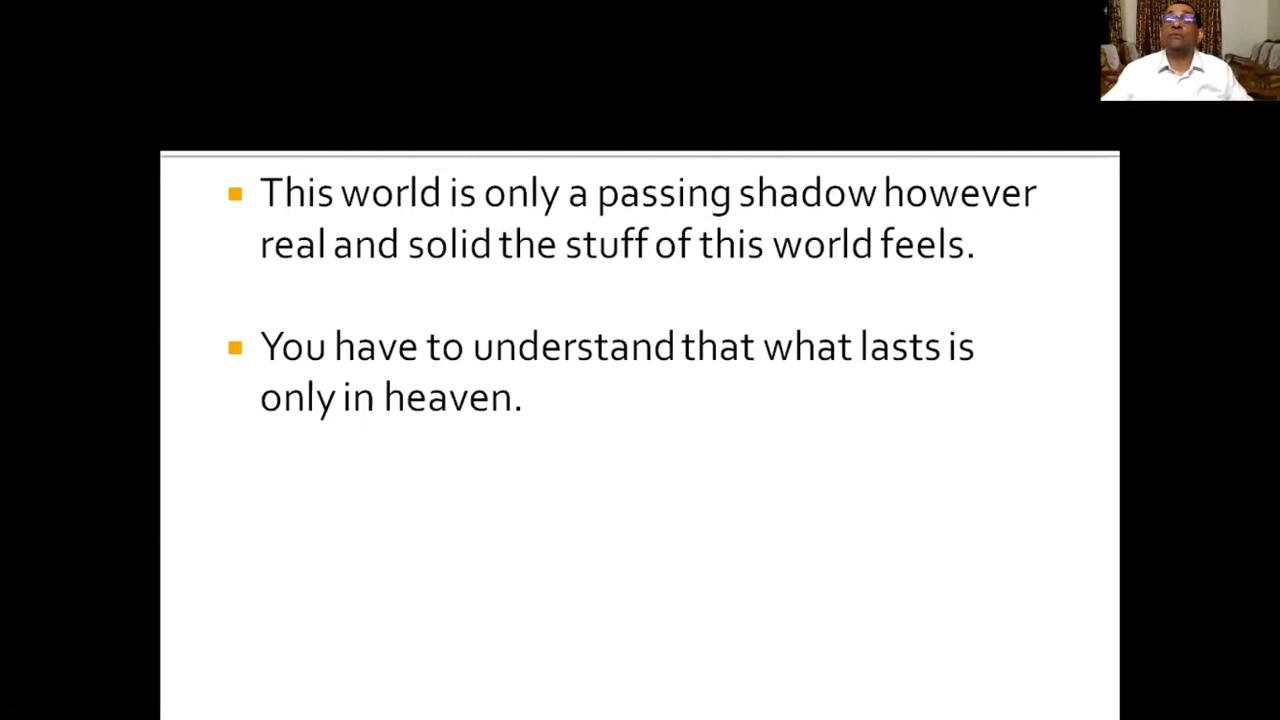 This world is only a passing shadow however
real and solid the stuff of this world feels.
You have to understand that what lasts is
only in heaven.